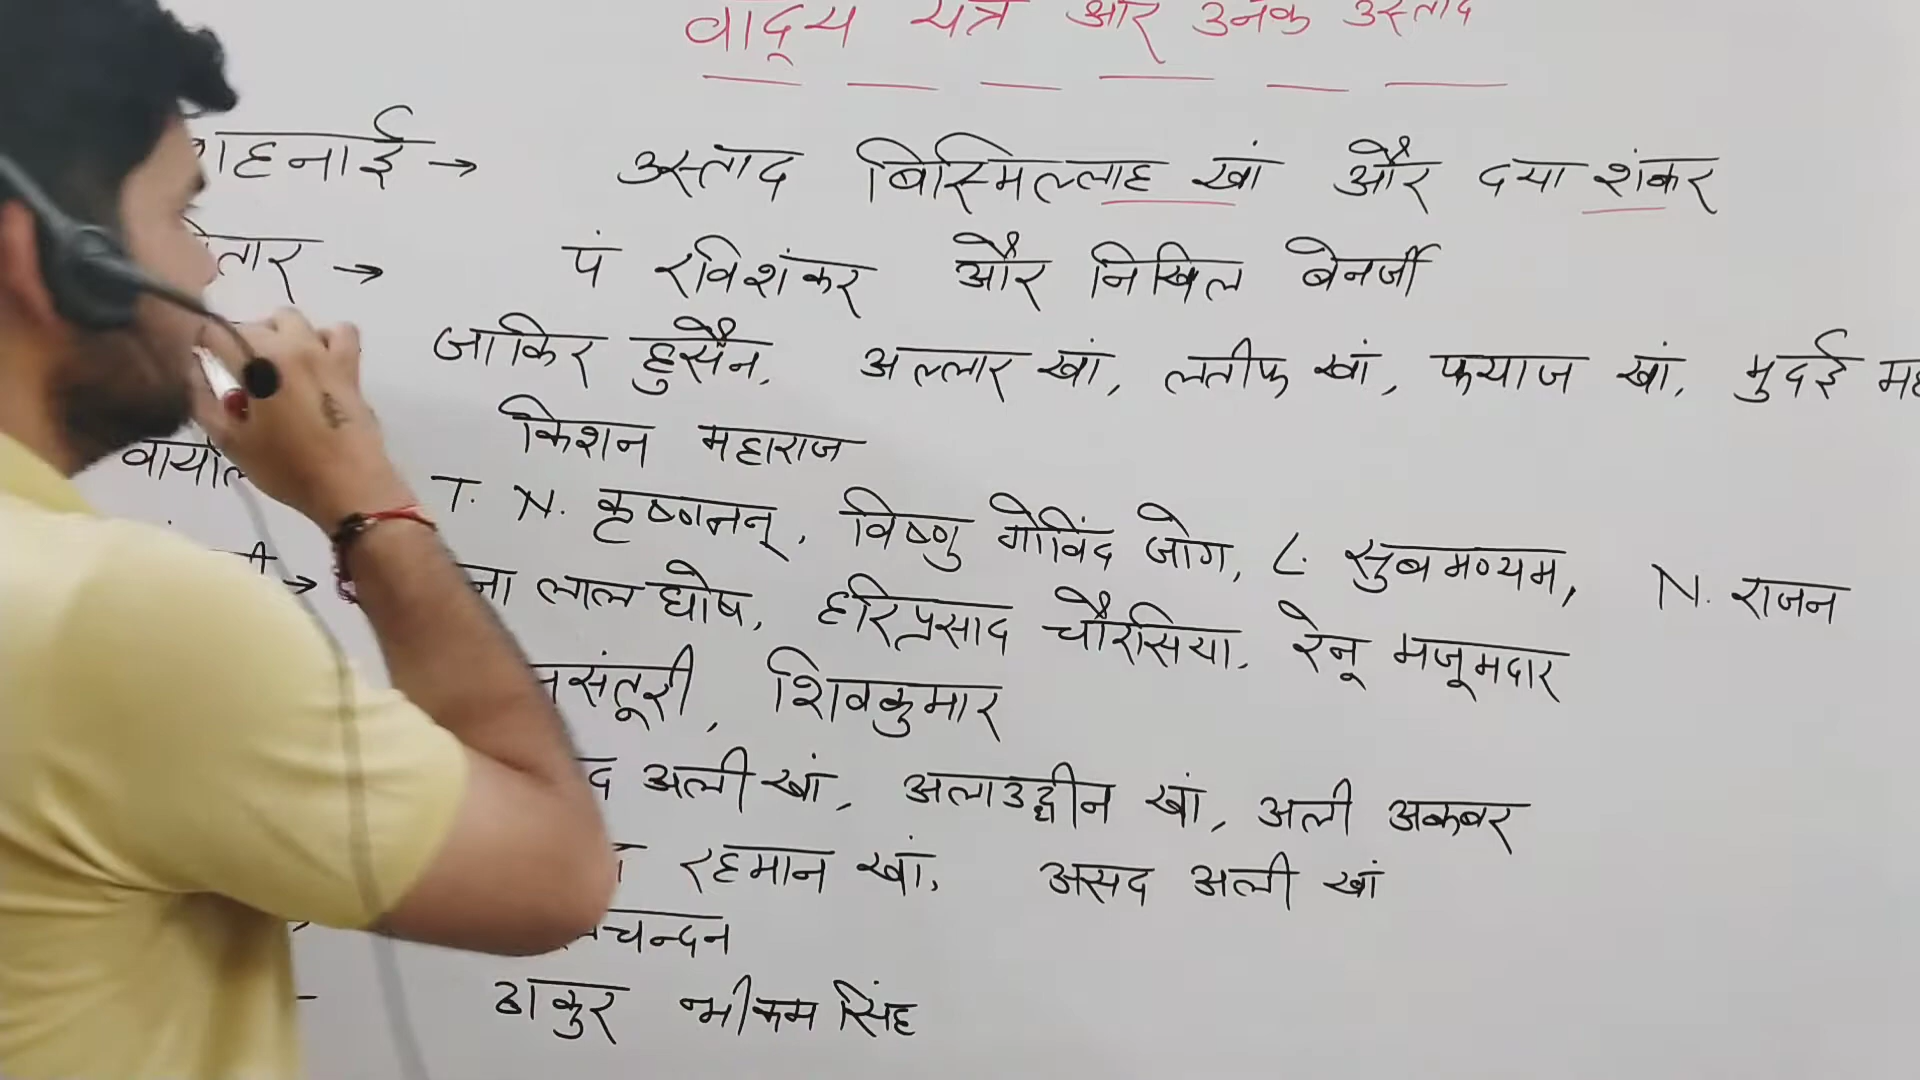 वाद्य यंत्र और उनके उस्ताद
शाहनाई → उस्ताद बिस्मिल्लाह खां और दया शंकर
तार → पं रविशंकर और निखिल बेनर्जी
जाकिर हुसैन, अल्लार खां, लतीफ खां, फयाज खां, मुदई मह
किशन महाराज
वायोल T. N. कृष्णनन्, विष्णु गोविंद जोग, L. सुबमण्यम, N. राजन
ी → ना लाल घोष, हरिप्रसाद चौरसिया, रेनू मजूमदार
संतूरी, शिवकुमार
द अली खां, अलाउद्दीन खां, अली अकबर
रहमान खां, असद अली खां
चन्दन
ठाकुर भीकम सिंह